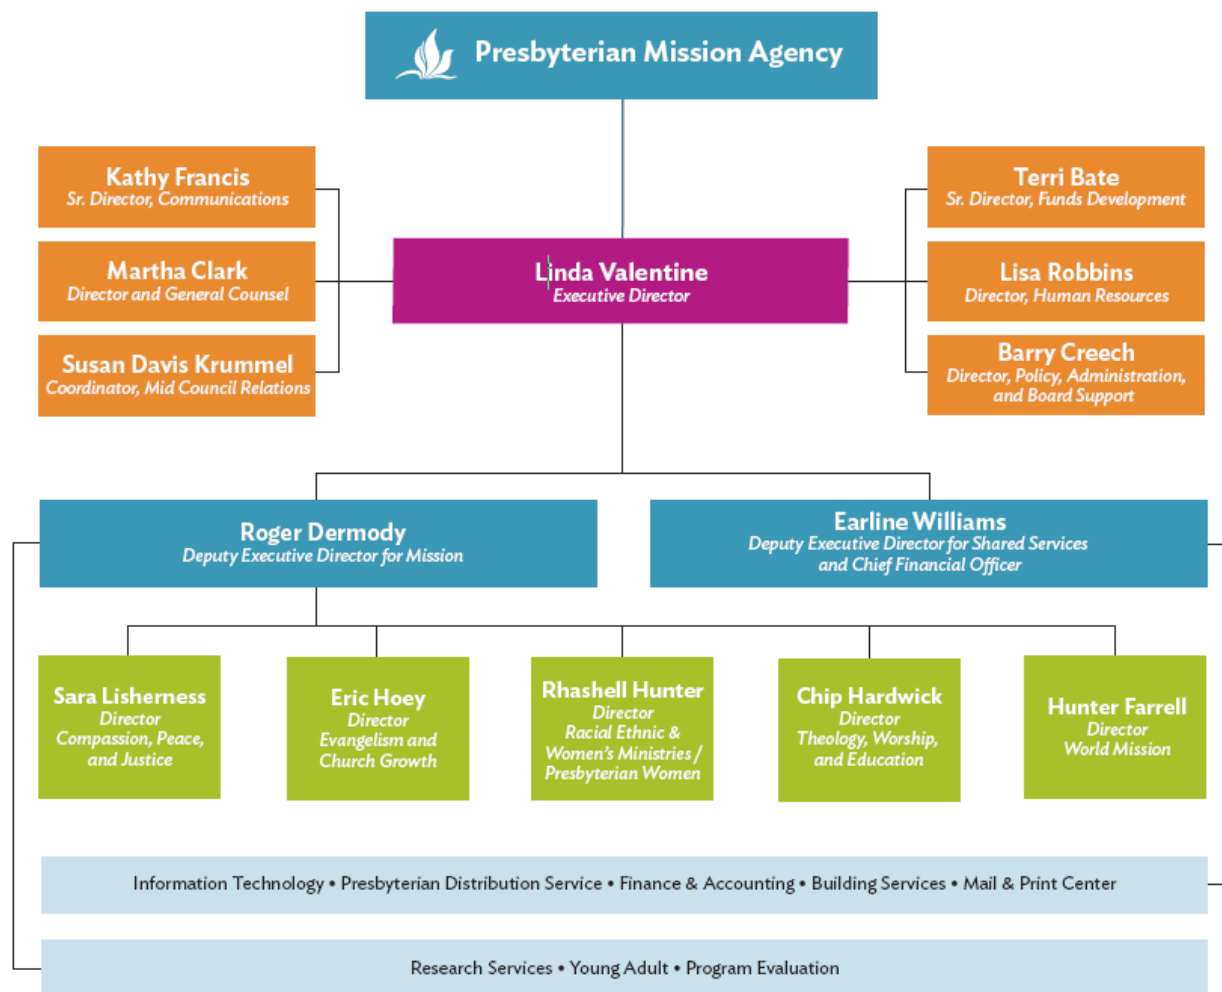 Presbyterian Mission Agency
Kathy Francis
Sr. Director, Communications
Terri Bate
Sr. Director, Funds Development
Martha Clark
Director and General Counsel
Linda Valentine
Executive Director
Lisa Robbins
Director, Human Resources
Susan Davis Krummel
Coordinator, Mid Council Relations
Barry Creech
Director, Policy, Administration,
and Board Support
Roger Dermody
Deputy Executive Director for Mission
Earline Williams
Deputy Executive Director for Shared Services
and Chief Financial Officer
Sara Lisherness
Director
Compassion, Peace,
and Justice
Eric Hoey
Director
Evangelism and
Church Growth
Rhashell Hunter
Director
Racial Ethnic &
Women's Ministries /
Presbyterian Women
Chip Hardwick
Director
Theology, Worship,
and Education
Hunter Farrell
Director
World Mission
Information Technology • Presbyterian Distribution Service • Finance & Accounting • Building Services • Mail & Print Center
Research Services • Young Adult • Program Evaluation